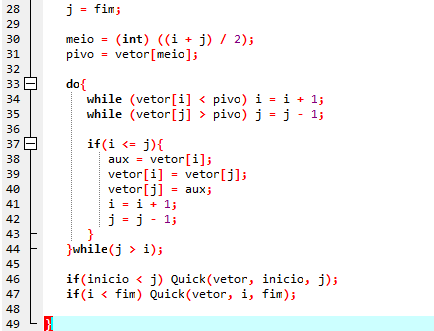 28 j = fim;
29
30 meio = (int) ((i + j) / 2);
31 pivo = vetor[meio];
32
33 do{
34 while (vetor[i] < pivo) i = i + 1;
35 while (vetor[j] > pivo) j = j - 1;
36
37 if(i <= j){
38 aux = vetor[i];
39 vetor[i] = vetor[j];
40 vetor[j] = aux;
41 i = i + 1;
42 j = j - 1;
43 }
44 }while(j > i);
45
46 if(inicio < j) Quick(vetor, inicio, j);
47 if(i < fim) Quick(vetor, i, fim);
48
49 }